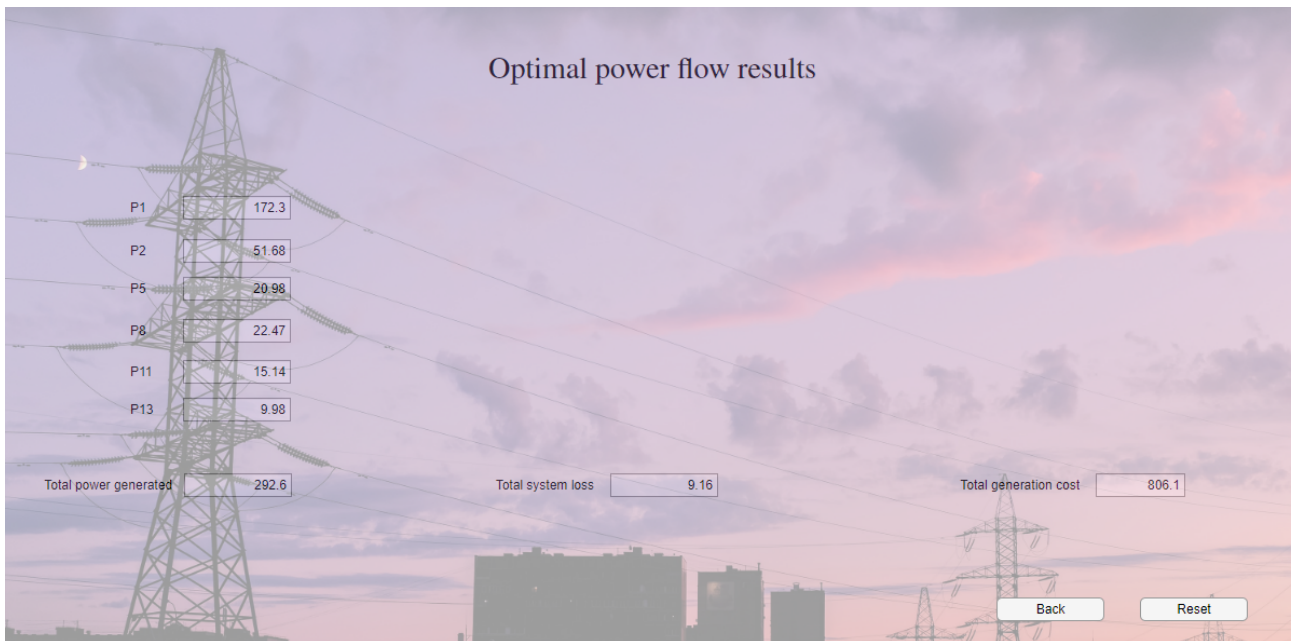 Optimal power flow results
P1 172.3
P2 51.68
P5 20.98
P8 22.47
P11 15.14
P13 9.98
Total power generated 292.6 Total system loss 9.16 Total generation cost 806.1
Back Reset